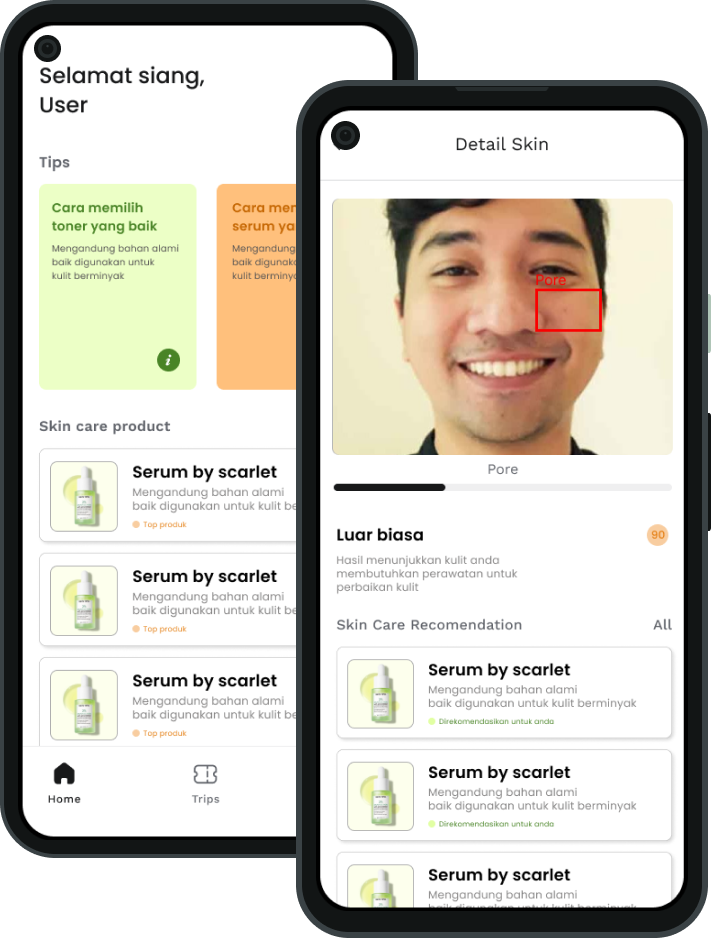 Selamat siang,
User
Tips
Cara memilih
toner yang baik
Mengandung bahan alami
baik digunakan untuk
kulit berminyak
i
Cara mem
serum ya
Mengandung
baik digunak
kulit berminy
Skin care product
Serum by scarlet
Mengandung bahan alami
baik digunakan untuk kulit be
Top produk
Serum by scarlet
Mengandung bahan alami
baik digunakan untuk kulit be
Top produk
Serum by scarlet
Mengandung bahan alami
baik digunakan untuk kulit be
Top produk
Home
Trips
Detail Skin
Pore
Pore
Luar biasa
90
Hasil menunjukkan kulit anda
membutuhkan perawatan untuk
perbaikan kulit
Skin Care Recomendation
All
Serum by scarlet
Mengandung bahan alami
baik digunakan untuk kulit berminyak
Direkomendasikan untuk anda
Serum by scarlet
Mengandung bahan alami
baik digunakan untuk kulit berminyak
Direkomendasikan untuk anda
Serum by scarlet
Mengandung bahan alami
baik digunakan untuk kulit berminyak